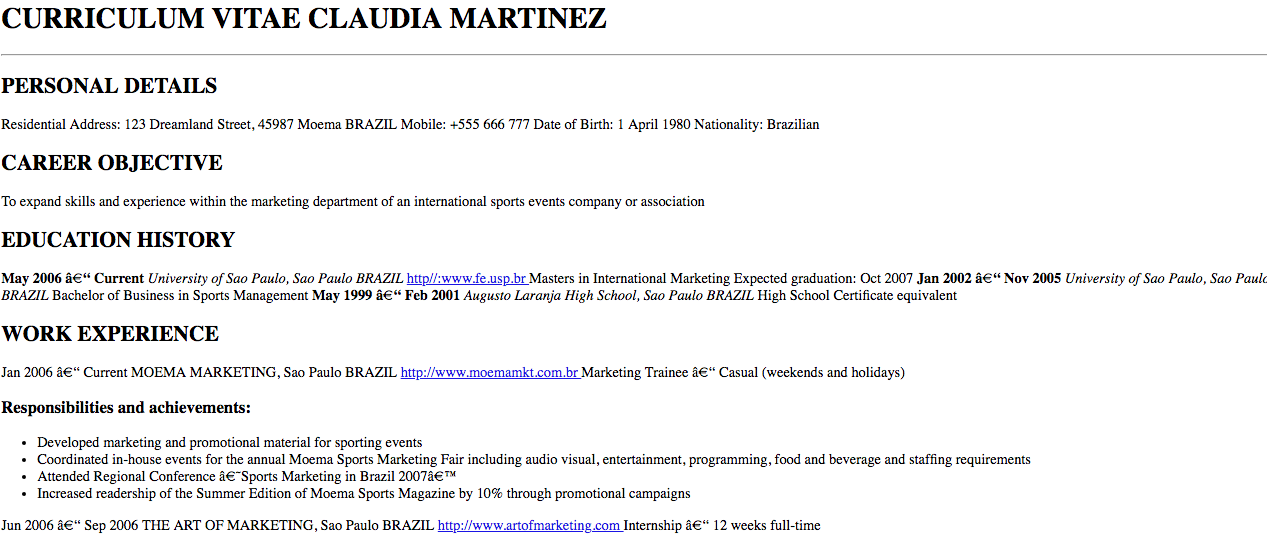 CURRICULUM VITAE CLAUDIA MARTINEZ
PERSONAL DETAILS
Residential Address: 123 Dreamland Street, 45987 Moema BRAZIL Mobile: +555 666 777 Date of Birth: 1 April 1980 Nationality: Brazilian
CAREER OBJECTIVE
To expand skills and experience within the marketing department of an international sports events company or association
EDUCATION HISTORY
May 2006 â€“ Current University of Sao Paulo, Sao Paulo BRAZIL http//:www.fe.usp.br Masters in International Marketing Expected graduation: Oct 2007 Jan 2002 â€“ Nov 2005 University of Sao Paulo, Sao Paulo
BRAZIL Bachelor of Business in Sports Management May 1999 â€“ Feb 2001 Augusto Laranja High School, Sao Paulo BRAZIL High School Certificate equivalent
WORK EXPERIENCE
Jan 2006 â€“ Current MOEMA MARKETING, Sao Paulo BRAZIL http://www.moemamkt.com.br Marketing Trainee â€“ Casual (weekends and holidays)
Responsibilities and achievements:
• Developed marketing and promotional material for sporting events
• Coordinated in-house events for the annual Moema Sports Marketing Fair including audio visual, entertainment, programming, food and beverage and staffing requirements
• Attended Regional Conference â€˜Sports Marketing in Brazil 2007â€™
• Increased readership of the Summer Edition of Moema Sports Magazine by 10% through promotional campaigns
Jun 2006 â€“ Sep 2006 THE ART OF MARKETING, Sao Paulo BRAZIL http://www.artofmarketing.com Internship â€“ 12 weeks full-time